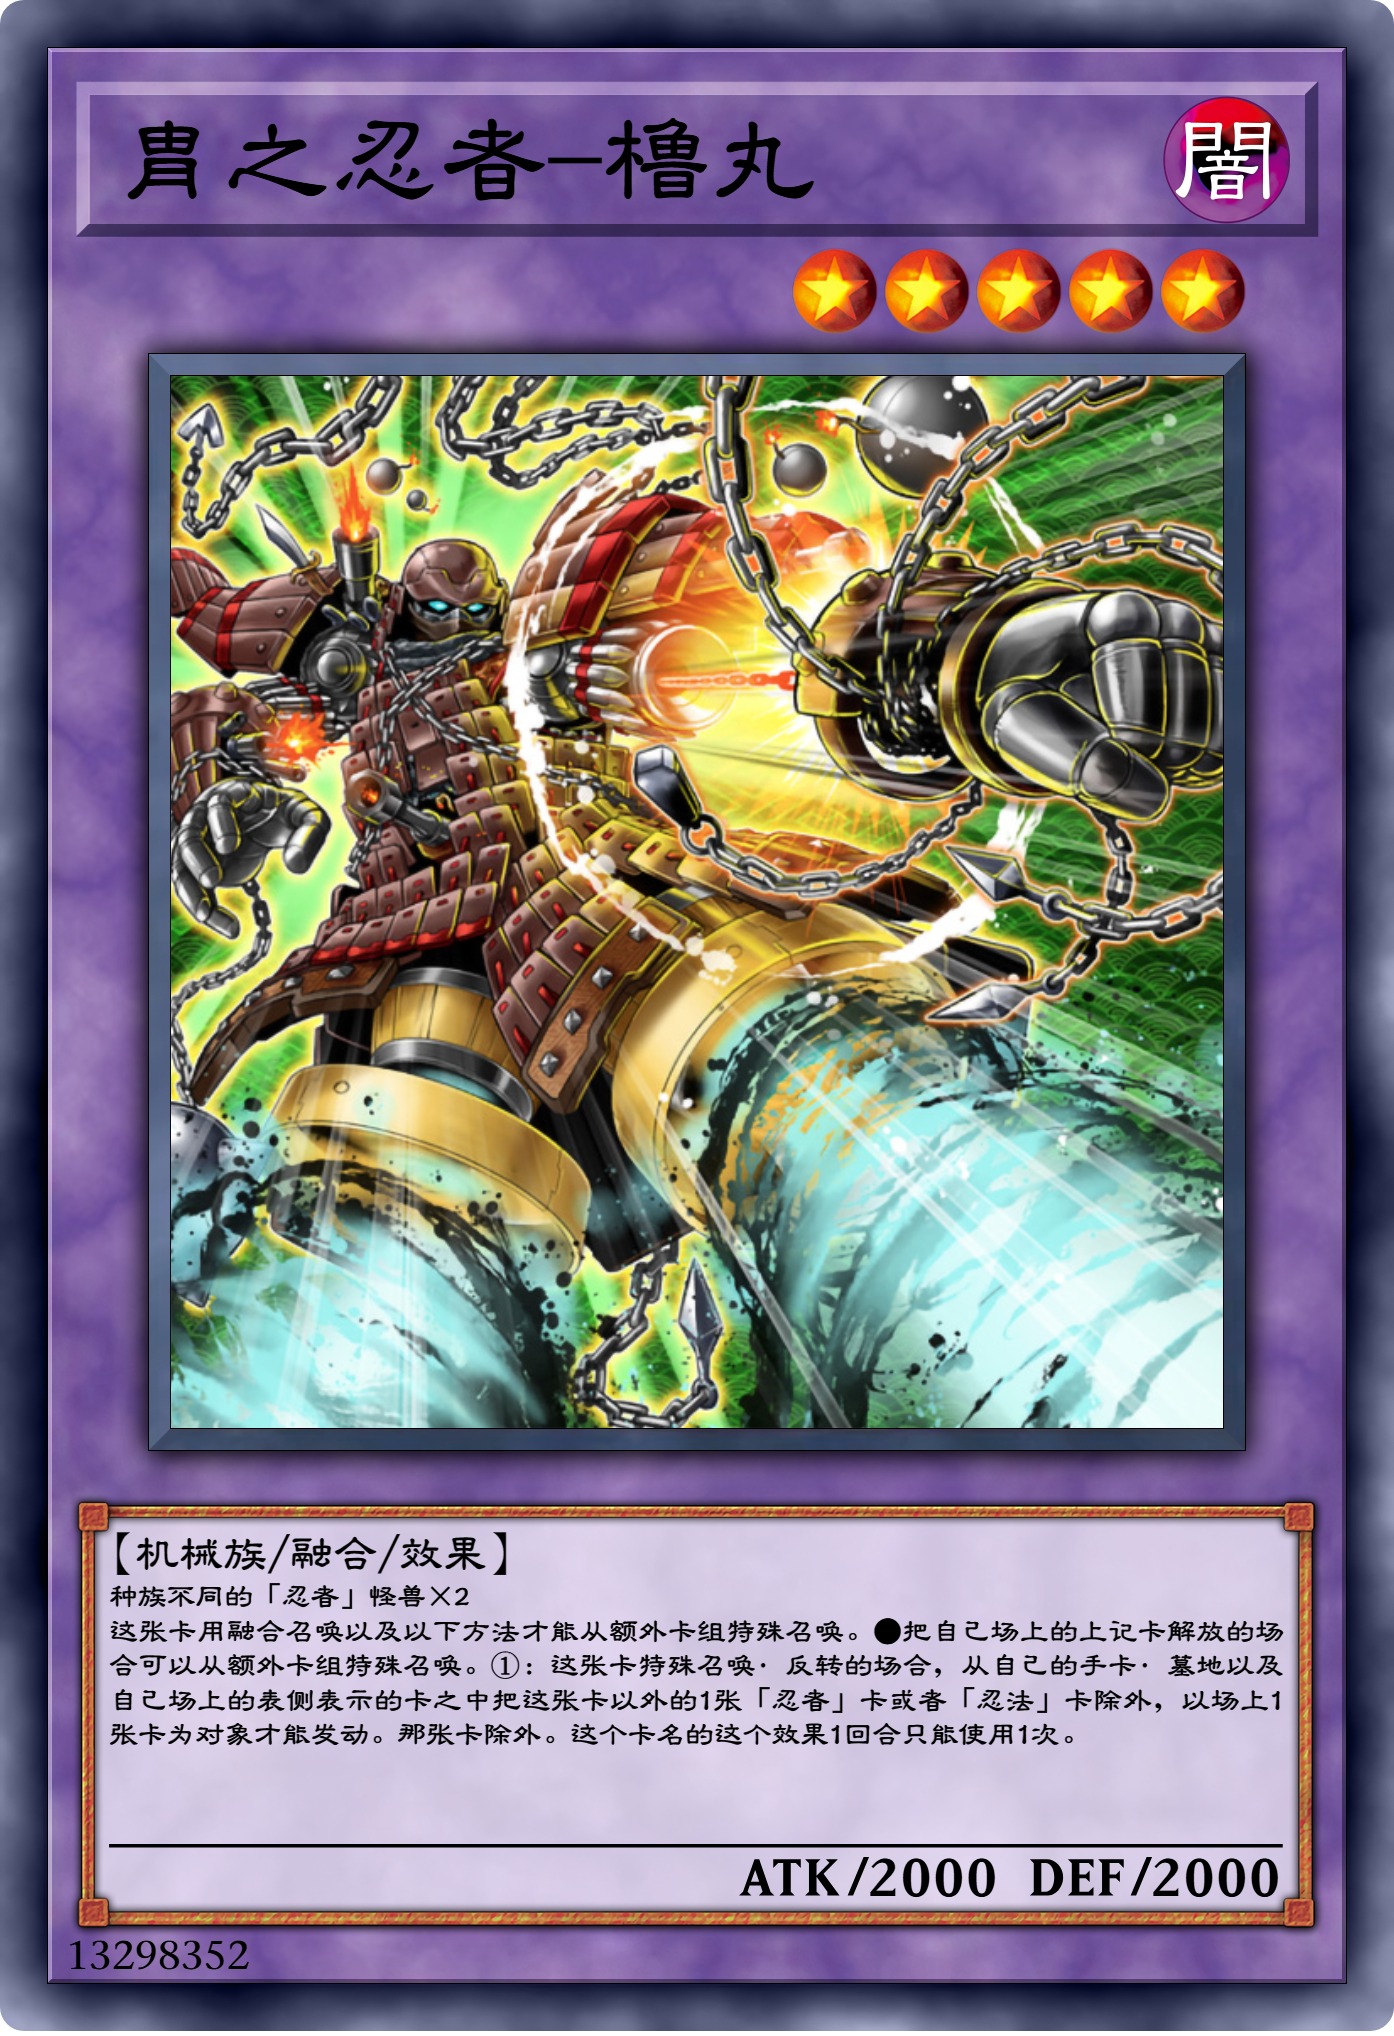 胄之忍者-櫓丸
闇
【机械族/融合/效果】
种族不同的「忍者」怪兽×2
这张卡用融合召唤以及以下方法才能从额外卡组特殊召唤。●把自己场上的上记卡解放的场
合可以从额外卡组特殊召唤。①：这张卡特殊召唤·反转的场合，从自己的手卡·墓地以及
自己场上的表侧表示的卡之中把这张卡以外的1张「忍者」卡或者「忍法」卡除外，以场上1
张卡为对象才能发动。那张卡除外。这个卡名的这个效果1回合只能使用1次。
ATK/2000 DEF/2000
13298352